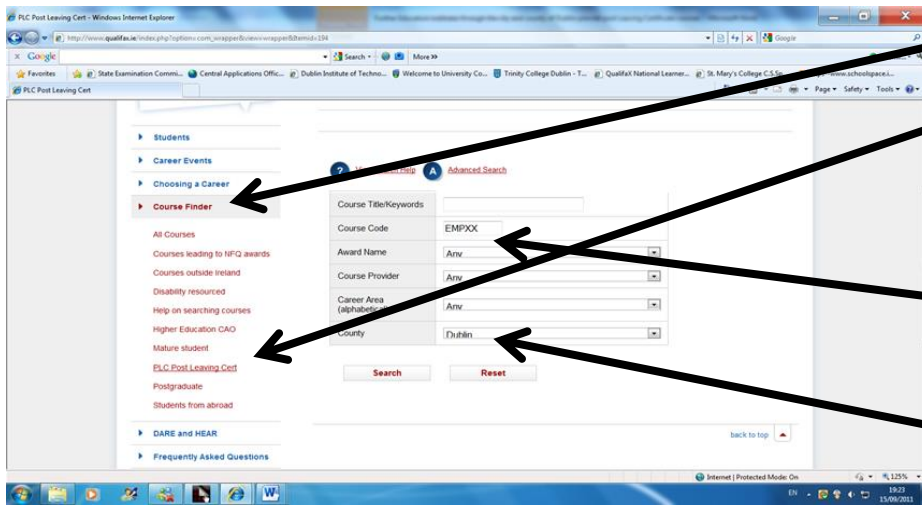 PLC Post Leaving Cert - Windows Internet Explorer
http://www.qualifax.ie/index.php?option=com_wrapper&view=wrapper&Itemid=194
Google
x Google Search More »
Favorites State Examination Commi... Central Applications Offic... Dublin Institute of Techno... Welcome to University Co... Trinity College Dublin - T... QualifaX National Learner... St. Mary's College C.S.Sp
PLC Post Leaving Cert Page Safety Tools
Students
Career Events
Choosing a Career
Course Finder
All Courses
Courses leading to NFQ awards
Courses outside Ireland
Disability resourced
Help on searching courses
Higher Education CAO
Mature student
PLC Post Leaving Cert
Postgraduate
Students from abroad
DARE and HEAR
Frequently Asked Questions
? Help A Advanced Search
Course Title/Keywords
Course Code EMPXX
Award Name Any
Course Provider Any
Career Area Any
County Dublin
Search Reset
back to top
Internet | Protected Mode: On 125%
EN 19:23
15/09/2011